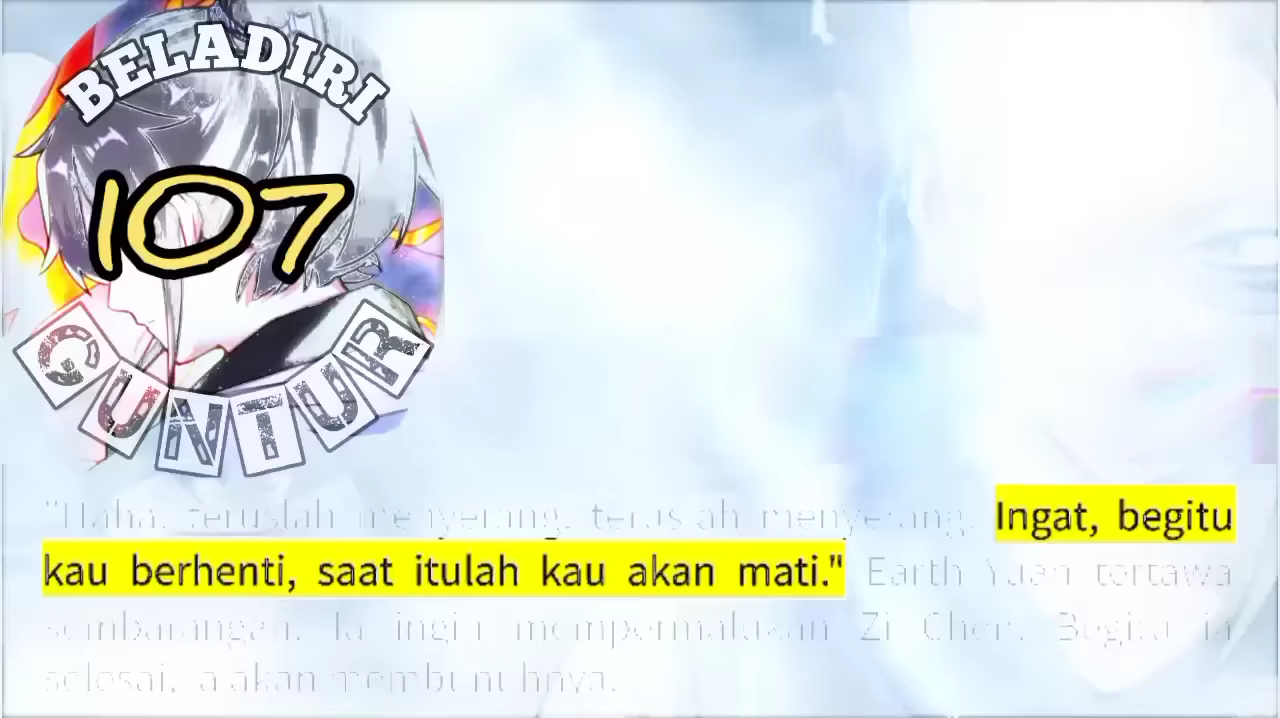 BELADIRI
107
GUNTUR
"Haha, teruslah menyerang, teruslah menyerang. Ingat, begitu
kau berhenti, saat itulah kau akan mati." Earth Yuan tertawa
sembarangan. Ia ingin mempermalukan Zi Chen. Begitu ia
selesai, ia akan membunuhnya.